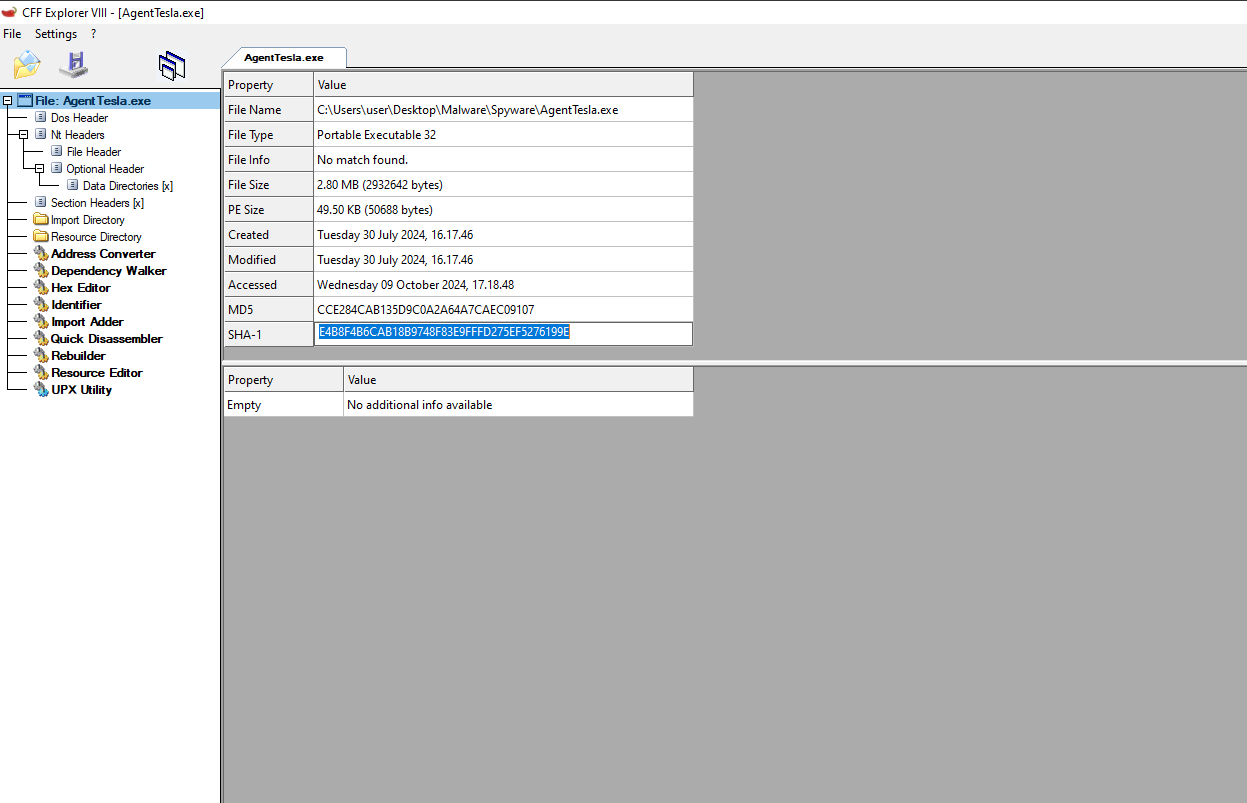 CFF Explorer VIII - [AgentTesla.exe]
File Settings ?
AgentTesla.exe
File: AgentTesla.exe
Dos Header
Nt Headers
File Header
Optional Header
Data Directories [x]
Section Headers [x]
Import Directory
Resource Directory
Address Converter
Dependency Walker
Hex Editor
Identifier
Import Adder
Quick Disassembler
Rebuilder
Resource Editor
UPX Utility
Property Value
File Name C:\Users\user\Desktop\Malware\Spyware\AgentTesla.exe
File Type Portable Executable 32
File Info No match found.
File Size 2.80 MB (2932642 bytes)
PE Size 49.50 KB (50688 bytes)
Created Tuesday 30 July 2024, 16.17.46
Modified Tuesday 30 July 2024, 16.17.46
Accessed Wednesday 09 October 2024, 17.18.48
MD5 CCE284CAB135D9C0A2A64A7CAEC09107
SHA-1 E4B8F4B6CAB18B9748F83E9FFFD275EF5276199E
Property Value
Empty No additional info available